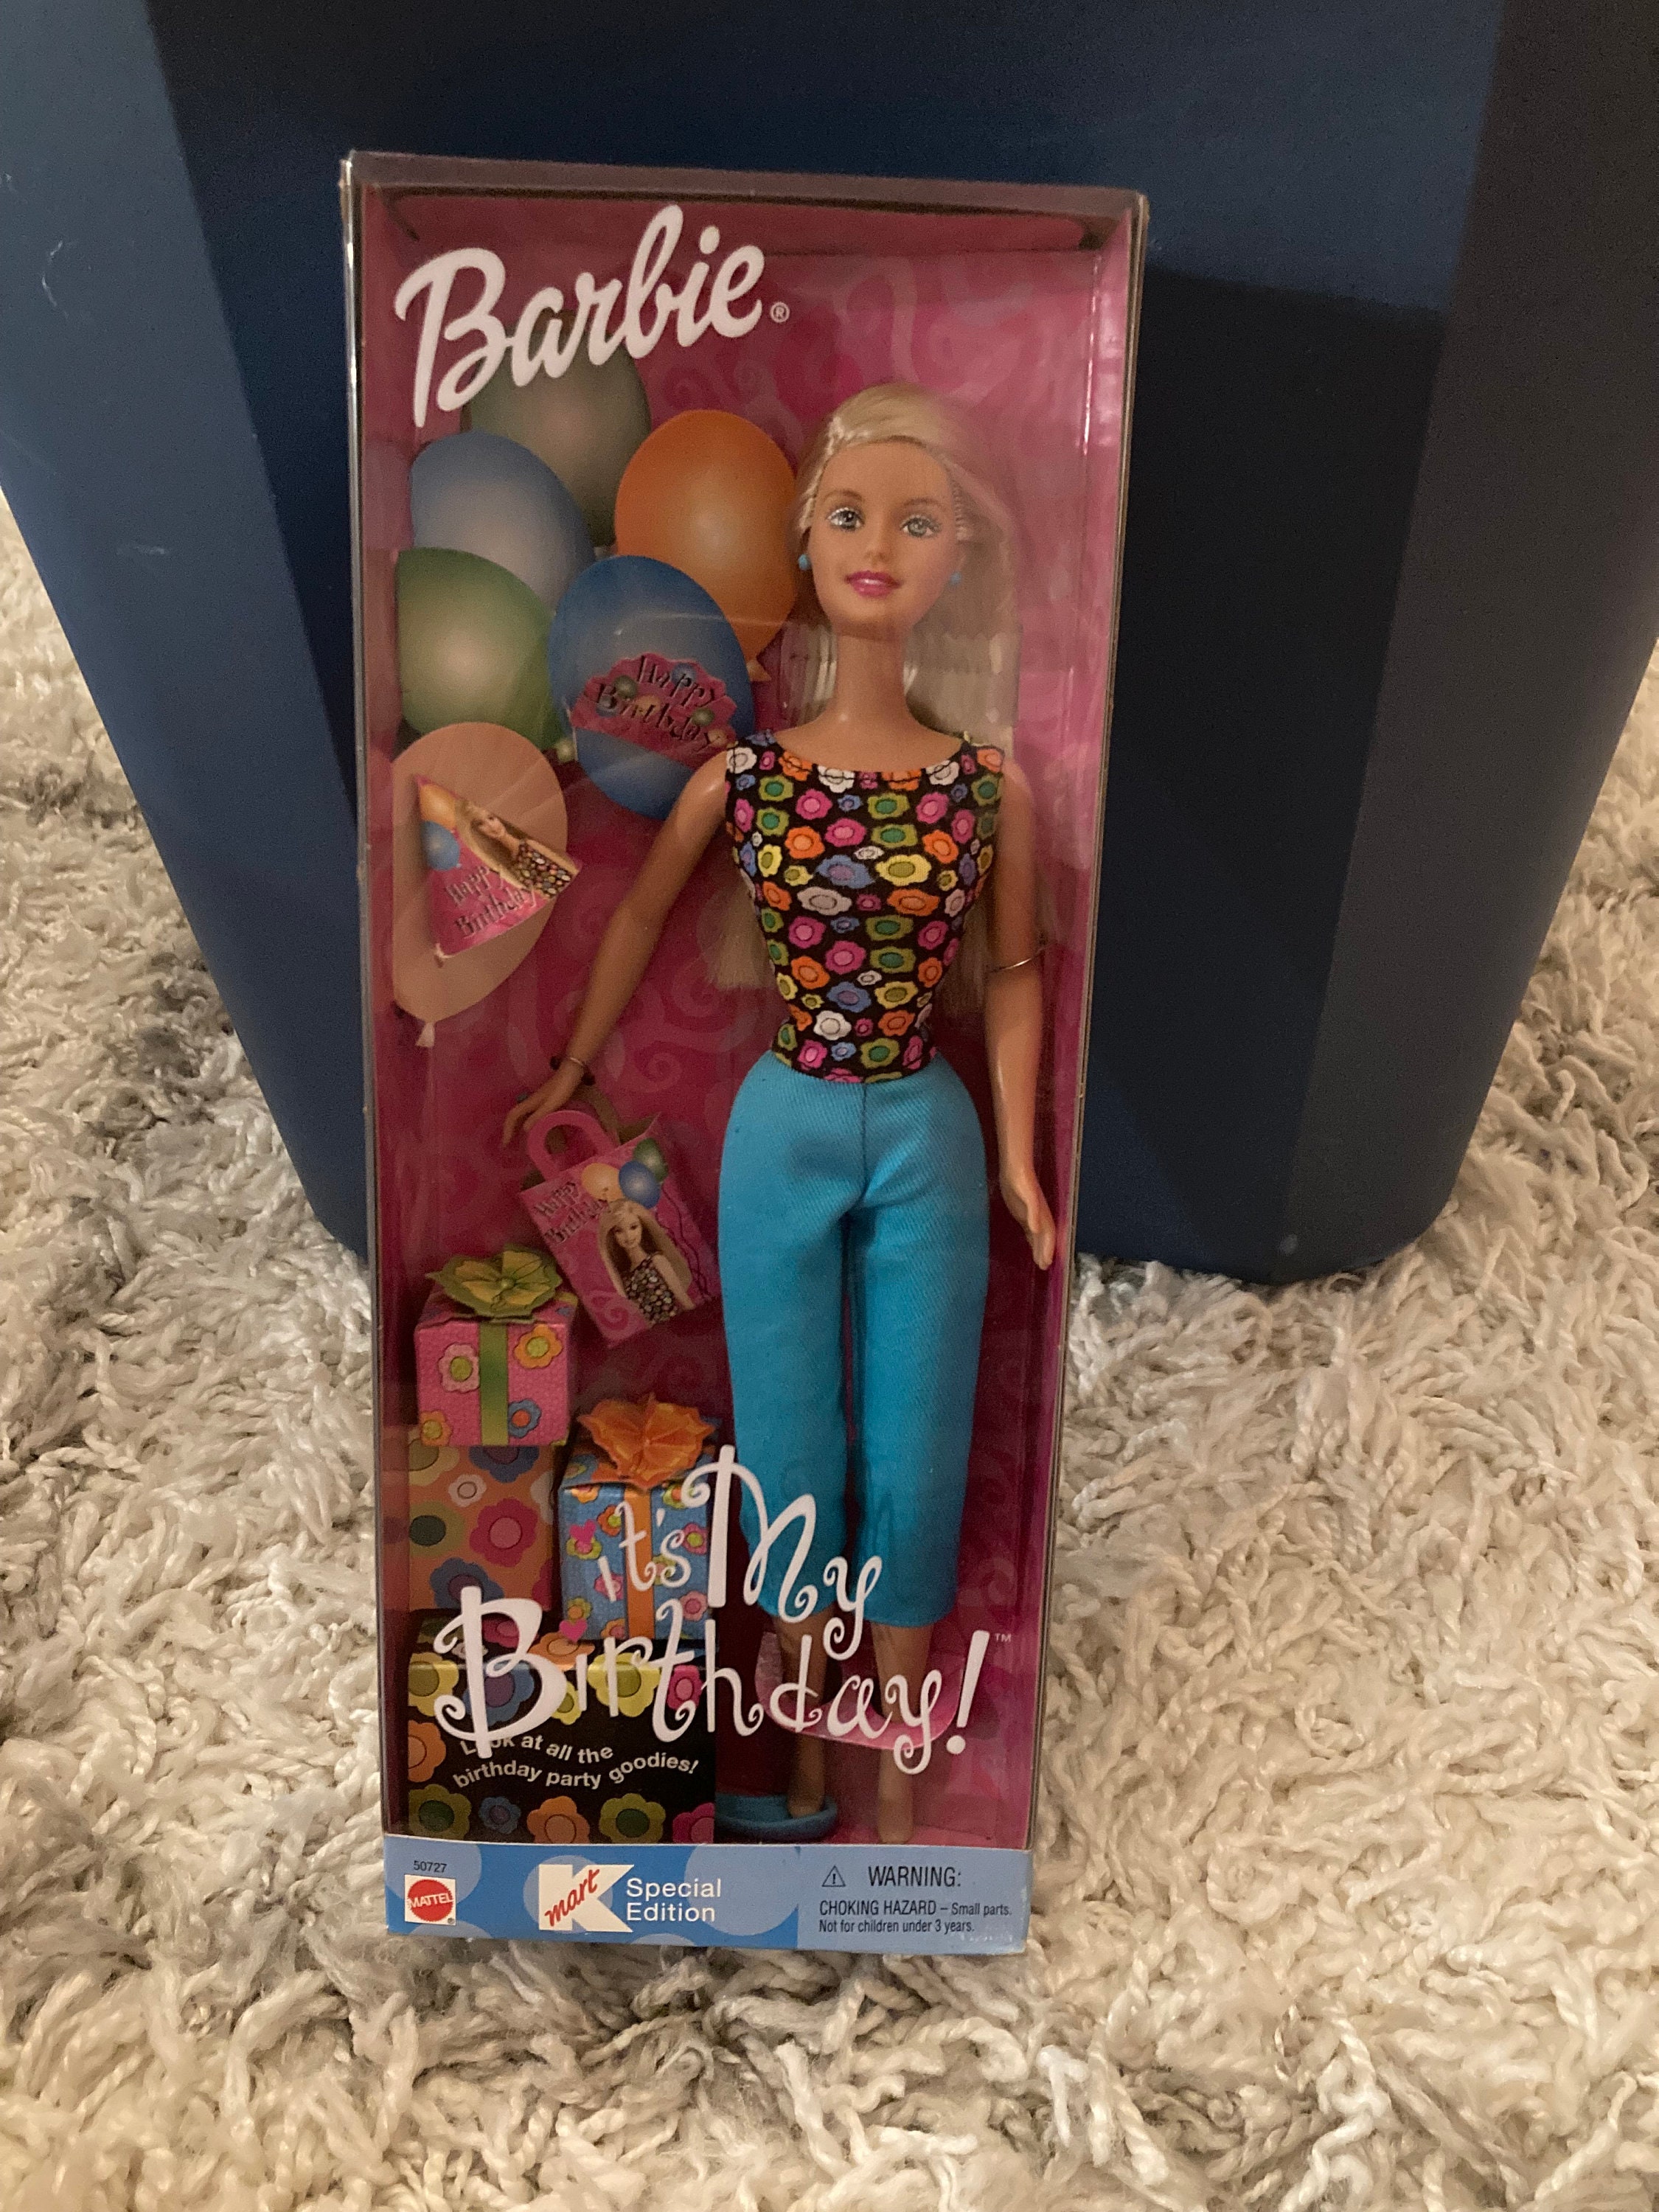 Barbie®
Happy
Birthday
Happy
Birthday
Happy
Birthday
it's My
Birthday!™
Look at all the
birthday party goodies!
50727
MATTEL
Kmart
Special
Edition
⚠ WARNING:
CHOKING HAZARD – Small parts.
Not for children under 3 years.